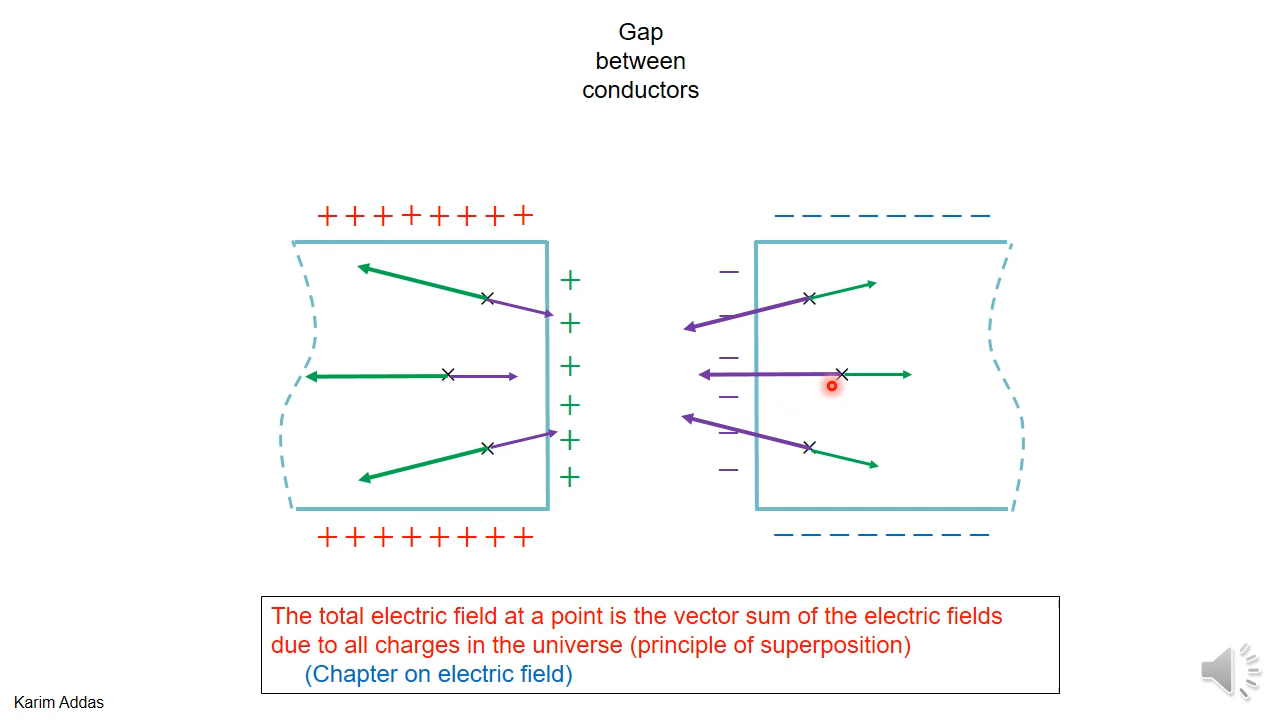 Gap
between
conductors
+ + + + + + + +
− − − − − − − −
+
+
+
+
+
+
−
−
−
−
−
−
+ + + + + + + +
− − − − − − − −
The total electric field at a point is the vector sum of the electric fields
due to all charges in the universe (principle of superposition)
(Chapter on electric field)
Karim Addas